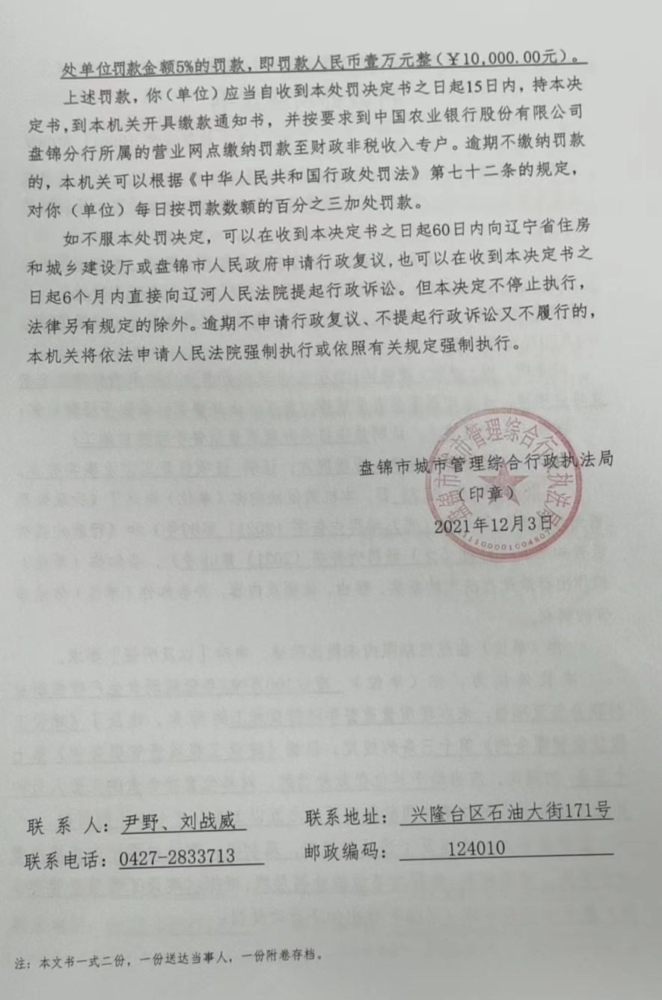 处单位罚款金额5%的罚款，即罚款人民币壹万元整（￥10,000.00元）。
上述罚款，你（单位）应当自收到本处罚决定书之日起15日内，持本决
定书，到本机关开具缴款通知书，并按要求到中国农业银行股份有限公司
盘锦分行所属的营业网点缴纳罚款至财政非税收入专户。逾期不缴纳罚款
的，本机关可以根据《中华人民共和国行政处罚法》第七十二条的规定，
对你（单位）每日按罚款数额的百分之三加处罚款。
如不服本处罚决定，可以在收到本决定书之日起60日内向辽宁省住房
和城乡建设厅或盘锦市人民政府申请行政复议，也可以在收到本决定书之
日起6个月内直接向辽河人民法院提起行政诉讼。但本决定不停止执行，
法律另有规定的除外。逾期不申请行政复议、不提起行政诉讼又不履行的，
本机关将依法申请人民法院强制执行或依照有关规定强制执行。
盘锦市城市管理综合行政执法局
盘锦市城市管理综合行政执法局
（印章）
2021年12月3日
联系人：尹野、刘战威 联系地址：兴隆台区石油大街171号
联系电话：0427-2833713 邮政编码：124010
注：本文书一式二份，一份送达当事人，一份附卷存档。